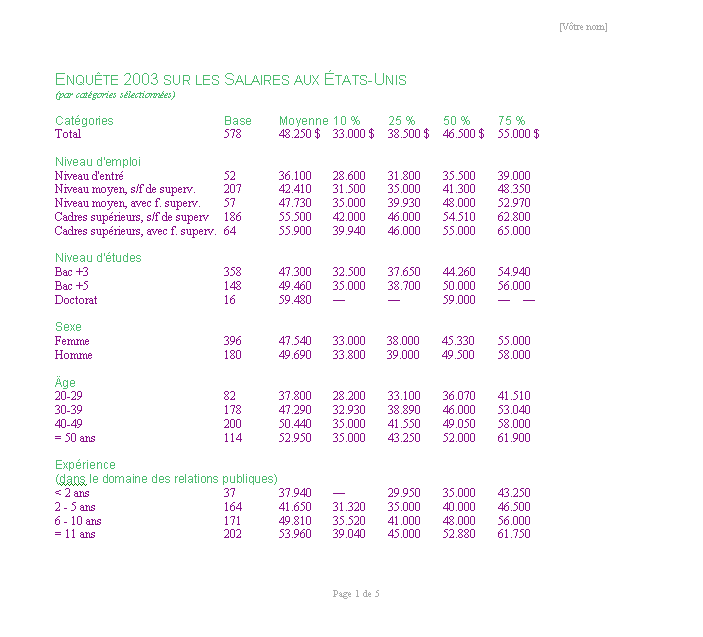 [Vôtre nom]
ENQUÊTE 2003 SUR LES SALAIRES AUX ÉTATS-UNIS
(par catégories sélectionnées)
Catégories Base Moyenne 10 % 25 % 50 % 75 %
Total 578 48.250 $ 33.000 $ 38.500 $ 46.500 $ 55.000 $
Niveau d'emploi
Niveau d'entré 52 36.100 28.600 31.800 35.500 39.000
Niveau moyen, s/f de superv. 207 42.410 31.500 35.000 41.300 48.350
Niveau moyen, avec f. superv. 57 47.730 35.000 39.930 48.000 52.970
Cadres supérieurs, s/f de superv 186 55.500 42.000 46.000 54.510 62.800
Cadres supérieurs, avec f. superv. 64 55.900 39.940 46.000 55.000 65.000
Niveau d'études
Bac +3 358 47.300 32.500 37.650 44.260 54.940
Bac +5 148 49.460 35.000 38.700 50.000 56.000
Doctorat 16 59.480 — — 59.000 — —
Sexe
Femme 396 47.540 33.000 38.000 45.330 55.000
Homme 180 49.690 33.800 39.000 49.500 58.000
Äge
20-29 82 37.800 28.200 33.100 36.070 41.510
30-39 178 47.290 32.930 38.890 46.000 53.040
40-49 200 50.440 35.000 41.550 49.050 58.000
= 50 ans 114 52.950 35.000 43.250 52.000 61.900
Expérience
(dans le domaine des relations publiques)
< 2 ans 37 37.940 — 29.950 35.000 43.250
2 - 5 ans 164 41.650 31.320 35.000 40.000 46.500
6 - 10 ans 171 49.810 35.520 41.000 48.000 56.000
= 11 ans 202 53.960 39.040 45.000 52.880 61.750
Page 1 de 5